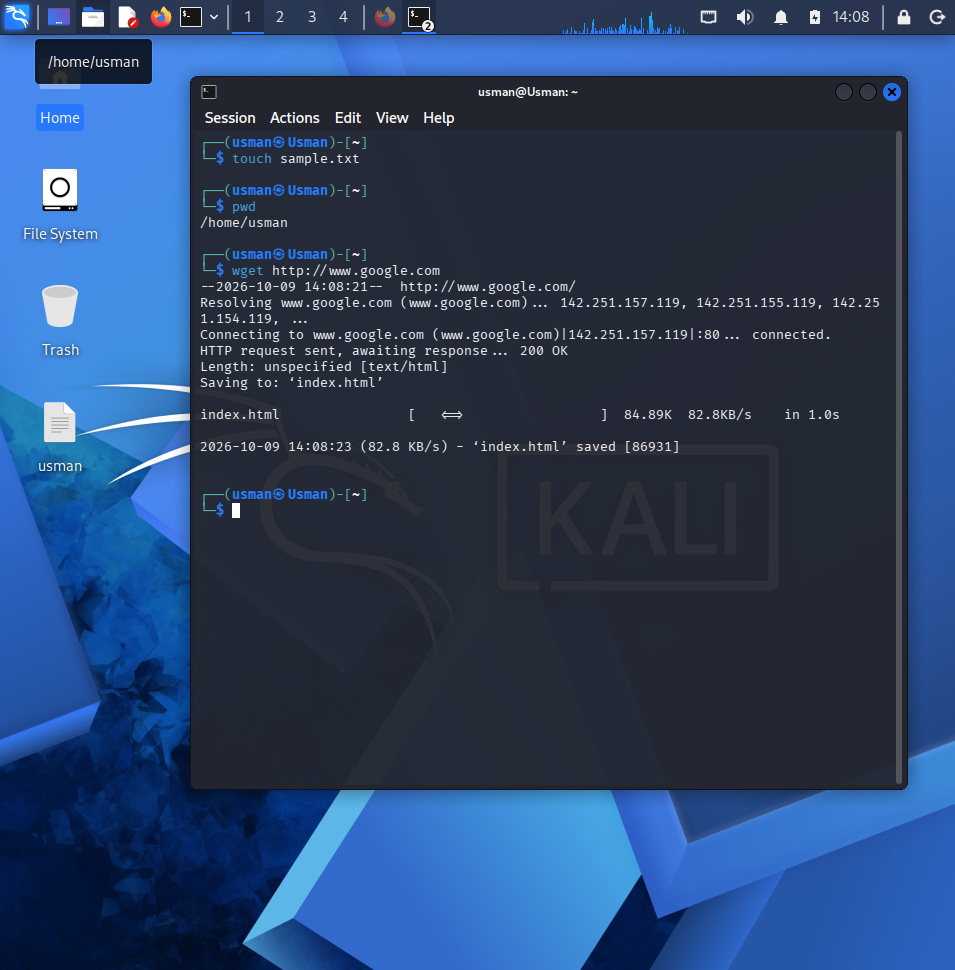 1 2 3 4
2
14:08
/home/usman
Home
File System
Trash
usman
usman@Usman: ~
Session Actions Edit View Help
┌──(usman㉿Usman)-[~]
└─$ touch sample.txt
┌──(usman㉿Usman)-[~]
└─$ pwd
/home/usman
┌──(usman㉿Usman)-[~]
└─$ wget http://www.google.com
--2026-10-09 14:08:21--  http://www.google.com/
Resolving www.google.com (www.google.com)... 142.251.157.119, 142.251.155.119, 142.25
1.154.119, ...
Connecting to www.google.com (www.google.com)|142.251.157.119|:80... connected.
HTTP request sent, awaiting response... 200 OK
Length: unspecified [text/html]
Saving to: ‘index.html’
index.html                [   <=>                 ]  84.89K  82.8KB/s    in 1.0s
2026-10-09 14:08:23 (82.8 KB/s) - ‘index.html’ saved [86931]
┌──(usman㉿Usman)-[~]
└─$
KALI